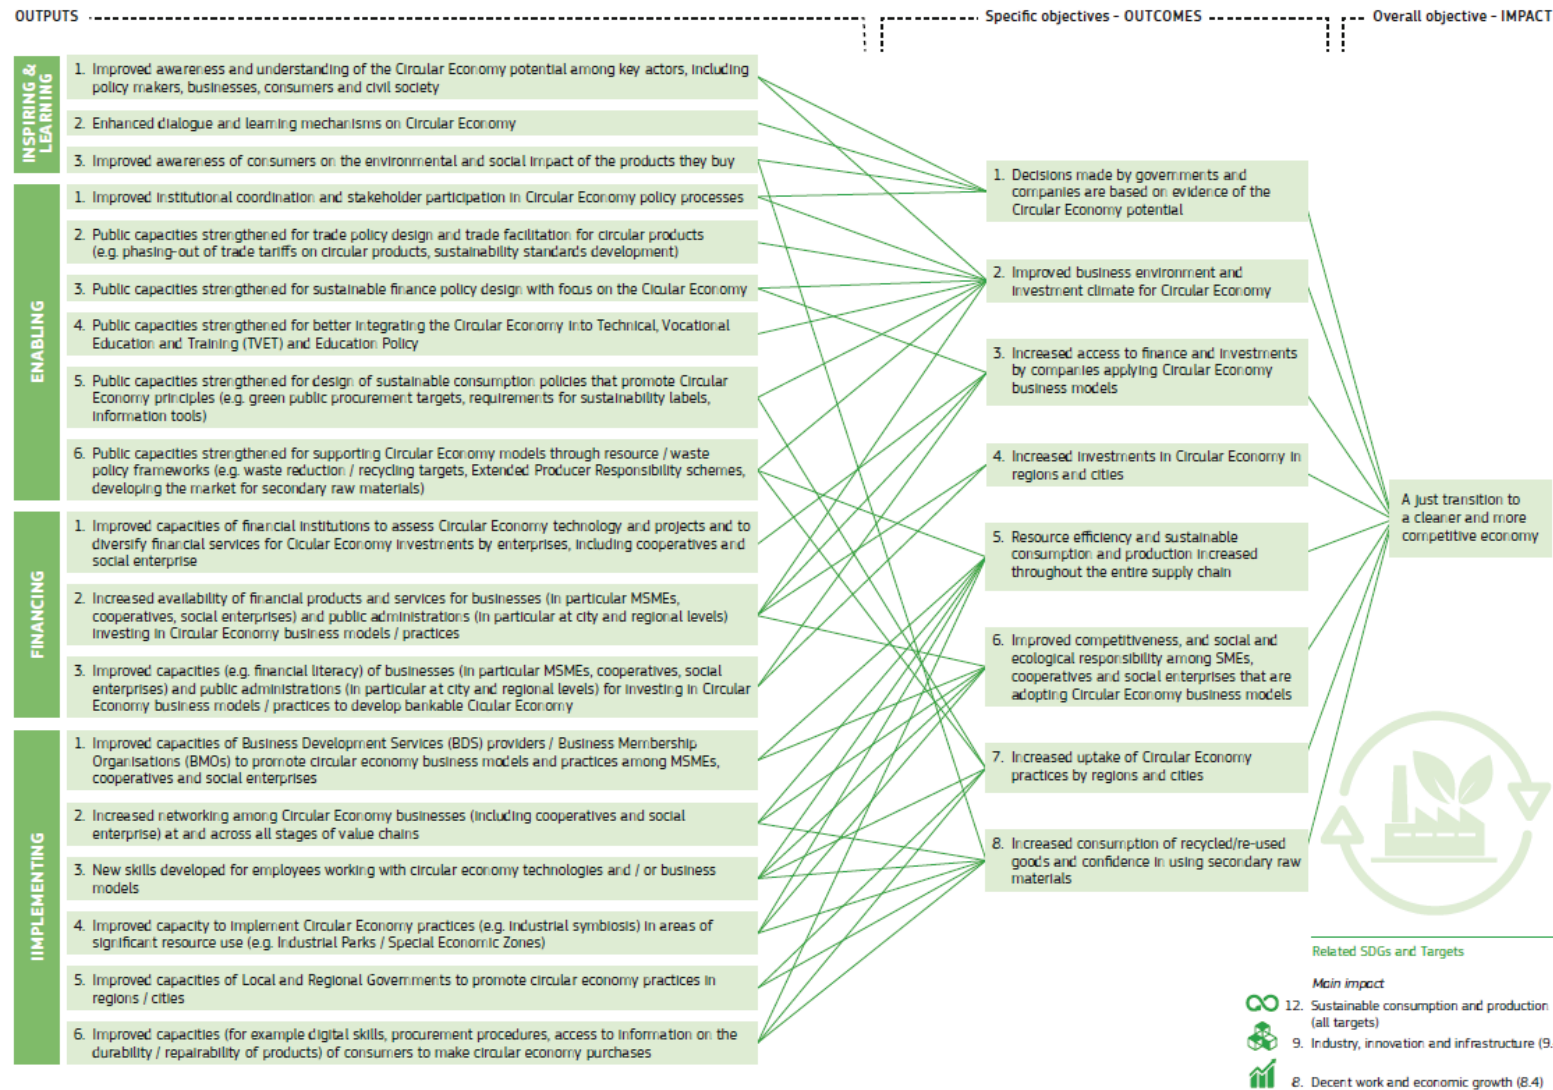 OUTPUTS
Specific objectives - OUTCOMES
Overall objective - IMPACT
INSPIRING &
LEARNING
1. Improved awareness and understanding of the Circular Economy potential among key actors, including
policy makers, businesses, consumers and civil society
2. Enhanced dialogue and learning mechanisms on Circular Economy
3. Improved awareness of consumers on the environmental and social impact of the products they buy
ENABLING
1. Improved institutional coordination and stakeholder participation in Circular Economy policy processes
2. Public capacities strengthened for trade policy design and trade facilitation for circular products
(e.g. phasing-out of trade tariffs on circular products, sustainability standards development)
3. Public capacities strengthened for sustainable finance policy design with focus on the Cicular Economy
4. Public capacities strengthened for better integrating the Circular Economy into Technical, Vocational
Education and Training (TVET) and Education Policy
5. Public capacities strengthened for design of sustainable consumption policies that promote Circular
Economy principles (e.g. green public procurement targets, requirements for sustainability labels,
information tools)
6. Public capacities strengthened for supporting Circular Economy models through resource / waste
policy frameworks (e.g. waste reduction / recycling targets, Extended Producer Responsibility schemes,
developing the market for secondary raw materials)
FINANCING
1. Improved capacities of financial institutions to assess Circular Economy technology and projects and to
diversify financial services for Cicular Economy investments by enterprises, including cooperatives and
social enterprise
2. Increased availability of financial products and services for businesses (in particular MSMEs,
cooperatives, social enterprises) and public administrations (in particular at city and regional levels)
investing in Circular Economy business models / practices
3. Improved capacities (e.g. financial literacy) of businesses (in particular MSMEs, cooperatives, social
enterprises) and public administrations (in particular at city and regional levels) for investing in Circular
Economy business models / practices to develop bankable Cicular Economy
IIMPLEMENTING
1. Improved capacities of Business Development Services (BDS) providers / Business Membership
Organisations (BMOs) to promote circular economy business models and practices among MSMEs,
cooperatives and social enterprises
2. Increased networking among Circular Economy businesses (including cooperatives and social
enterprise) at and across all stages of value chains
3. New skills developed for employees working with circular economy technologies and / or business
models
4. Improved capacity to implement Circular Economy practices (e.g. industrial symbiosis) in areas of
significant resource use (e.g. Industrial Parks / Special Economic Zones)
5. Improved capacities of Local and Regional Governments to promote circular economy practices in
regions / cities
6. Improved capacities (for example digital skills, procurement procedures, access to information on the
durability / repairability of products) of consumers to make circular economy purchases
1. Decisions made by governments and
companies are based on evidence of the
Circular Economy potential
2. Improved business environment and
investment climate for Circular Economy
3. Increased access to finance and investments
by companies applying Circular Economy
business models
4. Increased investments in Circular Economy in
regions and cities
5. Resource efficiency and sustainable
consumption and production increased
throughout the entire supply chain
6. Improved competitiveness, and social and
ecological responsibility among SMEs,
cooperatives and social enterprises that are
adopting Circular Economy business models
7. Increased uptake of Circular Economy
practices by regions and cities
8. Increased consumption of recycled/re-used
goods and confidence in using secondary raw
materials
A just transition to
a cleaner and more
competitive economy
Related SDGs and Targets
Main impact
12. Sustainable consumption and production
(all targets)
9. Industry, innovation and infrastructure (9.
8. Decent work and economic growth (8.4)